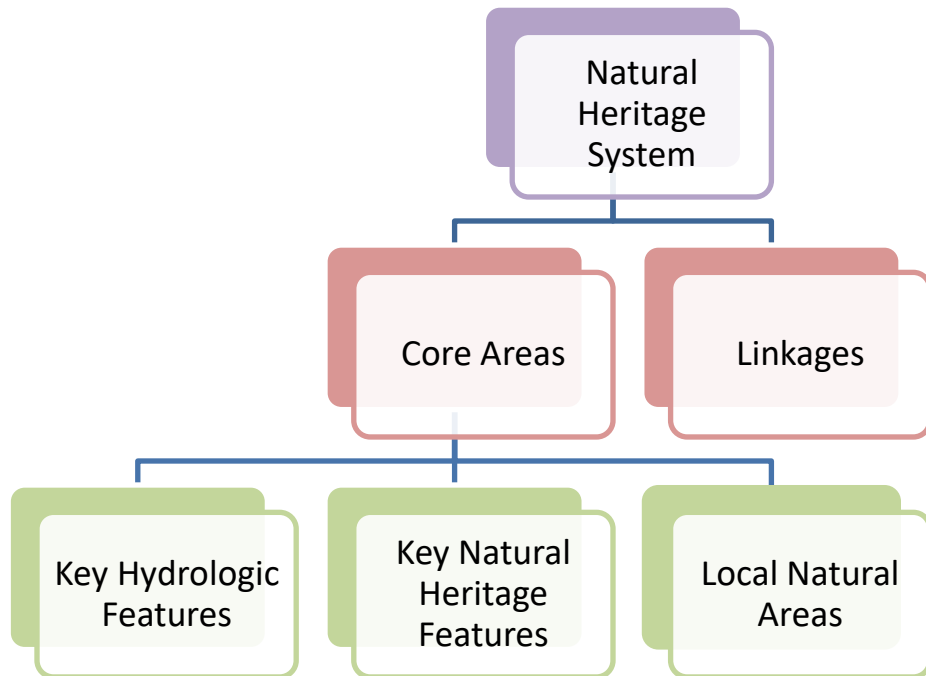 Natural
Heritage
System
Core Areas
Linkages
Key Hydrologic
Features
Key Natural
Heritage
Features
Local Natural
Areas